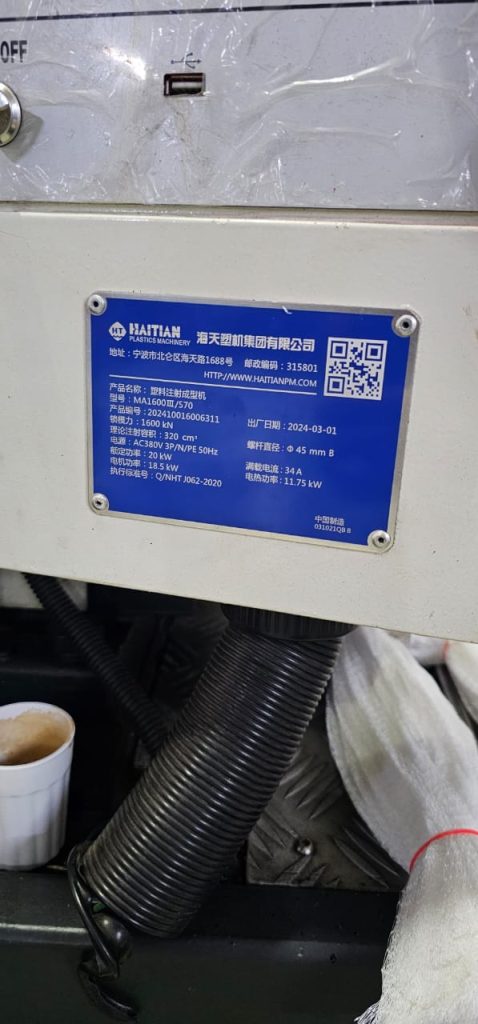 OFF
HT HAITIAN
PLASTICS MACHINERY
海天塑机集团有限公司
地址：宁波市北仑区海天路1688号 邮政编码：315801
HTTP://WWW.HAITIANPM.COM
产品名称：塑料注射成型机
型号：MA1600III/570
产品编号：202410016006311 出厂日期：2024-03-01
锁模力：1600 kN
理论注射容积：320 cm³ 螺杆直径：Φ 45 mm B
电源：AC380V 3P/N/PE 50Hz
额定功率：20 kW 满载电流：34 A
电机功率：18.5 kW 电热功率：11.75 kW
执行标准号：Q/NHT J062-2020
中国制造
031021QB B